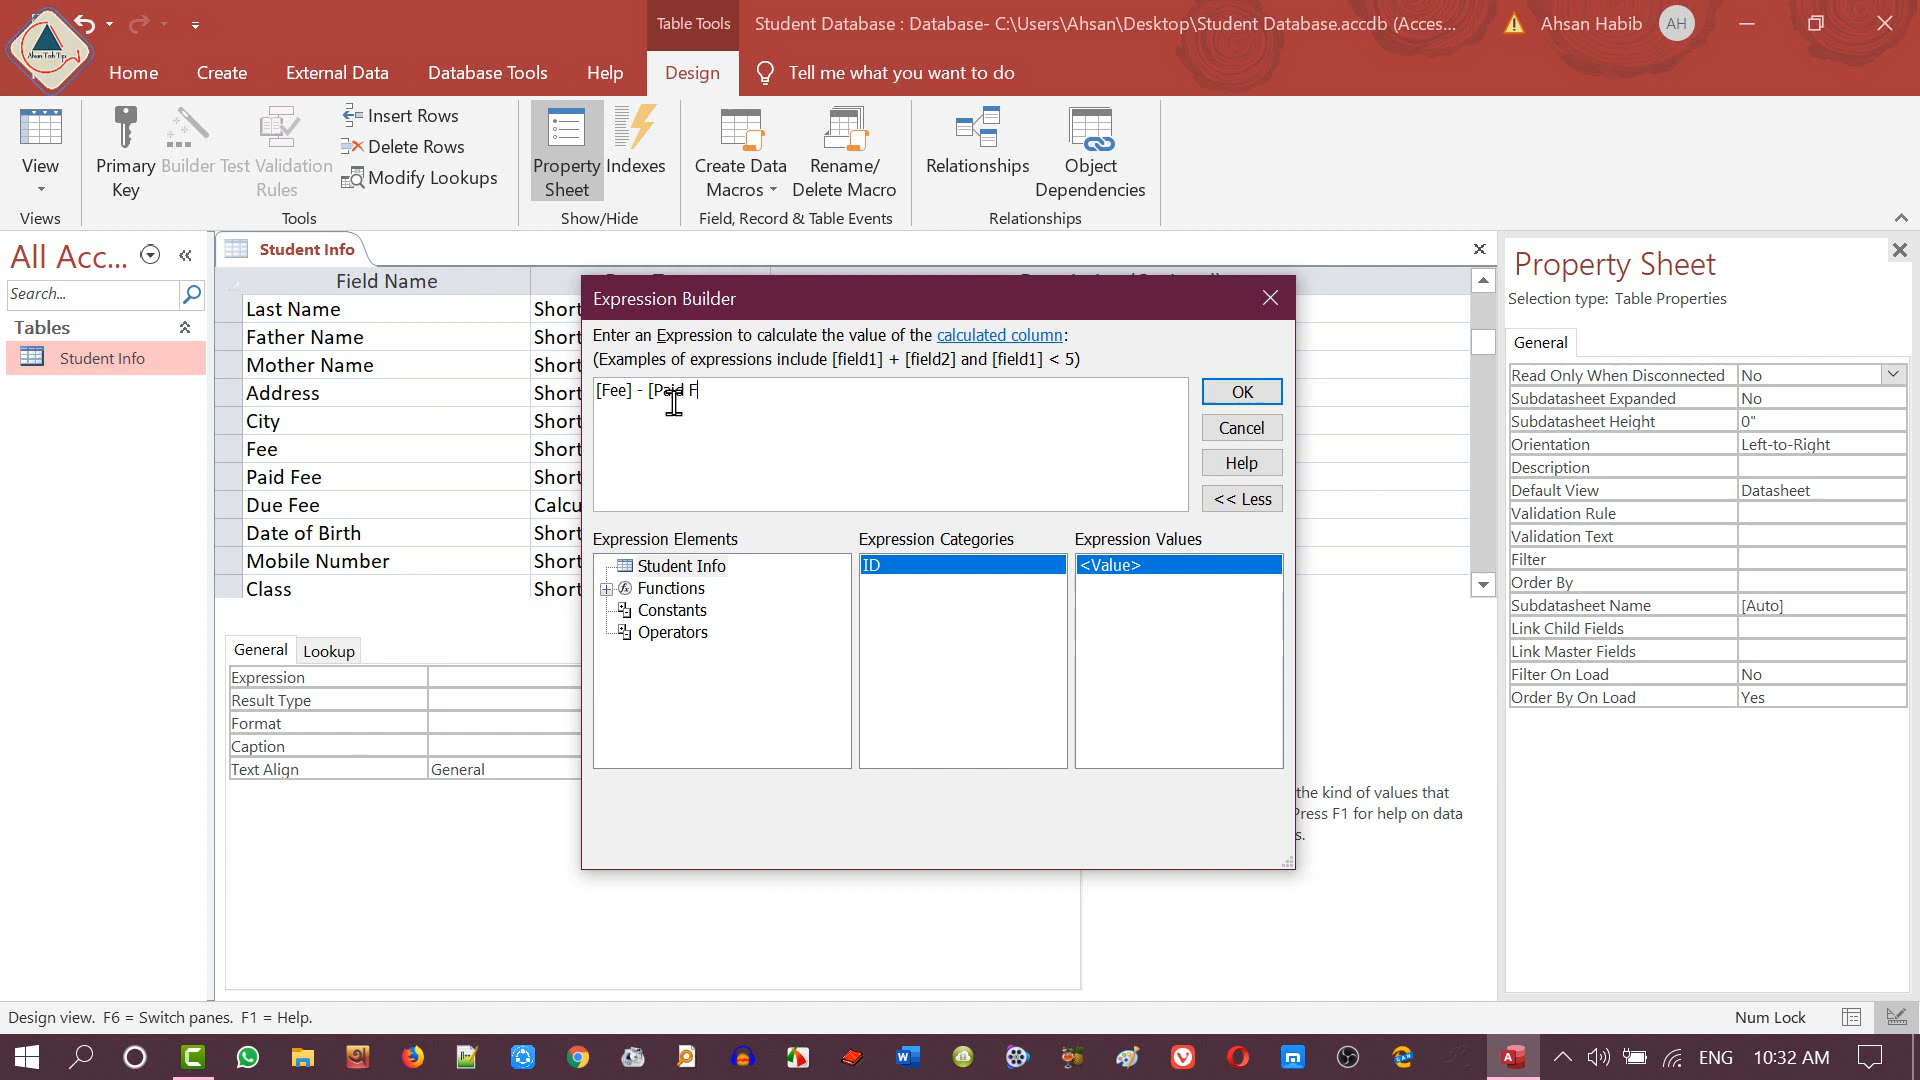 Table Tools
Student Database : Database- C:\Users\Ahsan\Desktop\Student Database.accdb (Acces...
Ahsan Habib
AH
Ahsan Tech Tips
Home
Create
External Data
Database Tools
Help
Design
Tell me what you want to do
View
Primary Key
Builder
Test Validation Rules
Insert Rows
Delete Rows
Modify Lookups
Property Sheet
Indexes
Create Data Macros
Rename/ Delete Macro
Relationships
Object Dependencies
Views
Tools
Show/Hide
Field, Record & Table Events
Relationships
All Acc...
Search...
Tables
Student Info
Student Info
Field Name
Last Name Short
Father Name Short
Mother Name Short
Address Short
City Short
Fee Short
Paid Fee Short
Due Fee Calcu
Date of Birth Short
Mobile Number Short
Class Short
General
Lookup
Expression
Result Type
Format
Caption
Text Align General
the kind of values that
Press F1 for help on data
s.
Expression Builder
Enter an Expression to calculate the value of the calculated column:
(Examples of expressions include [field1] + [field2] and [field1] < 5)
[Fee] - [Paid F
OK
Cancel
Help
<< Less
Expression Elements
Student Info
Functions
Constants
Operators
Expression Categories
ID
Expression Values
<Value>
Property Sheet
Selection type: Table Properties
General
Read Only When Disconnected No
Subdatasheet Expanded No
Subdatasheet Height 0"
Orientation Left-to-Right
Description
Default View Datasheet
Validation Rule
Validation Text
Filter
Order By
Subdatasheet Name [Auto]
Link Child Fields
Link Master Fields
Filter On Load No
Order By On Load Yes
Design view. F6 = Switch panes. F1 = Help.
Num Lock
ENG
10:32 AM